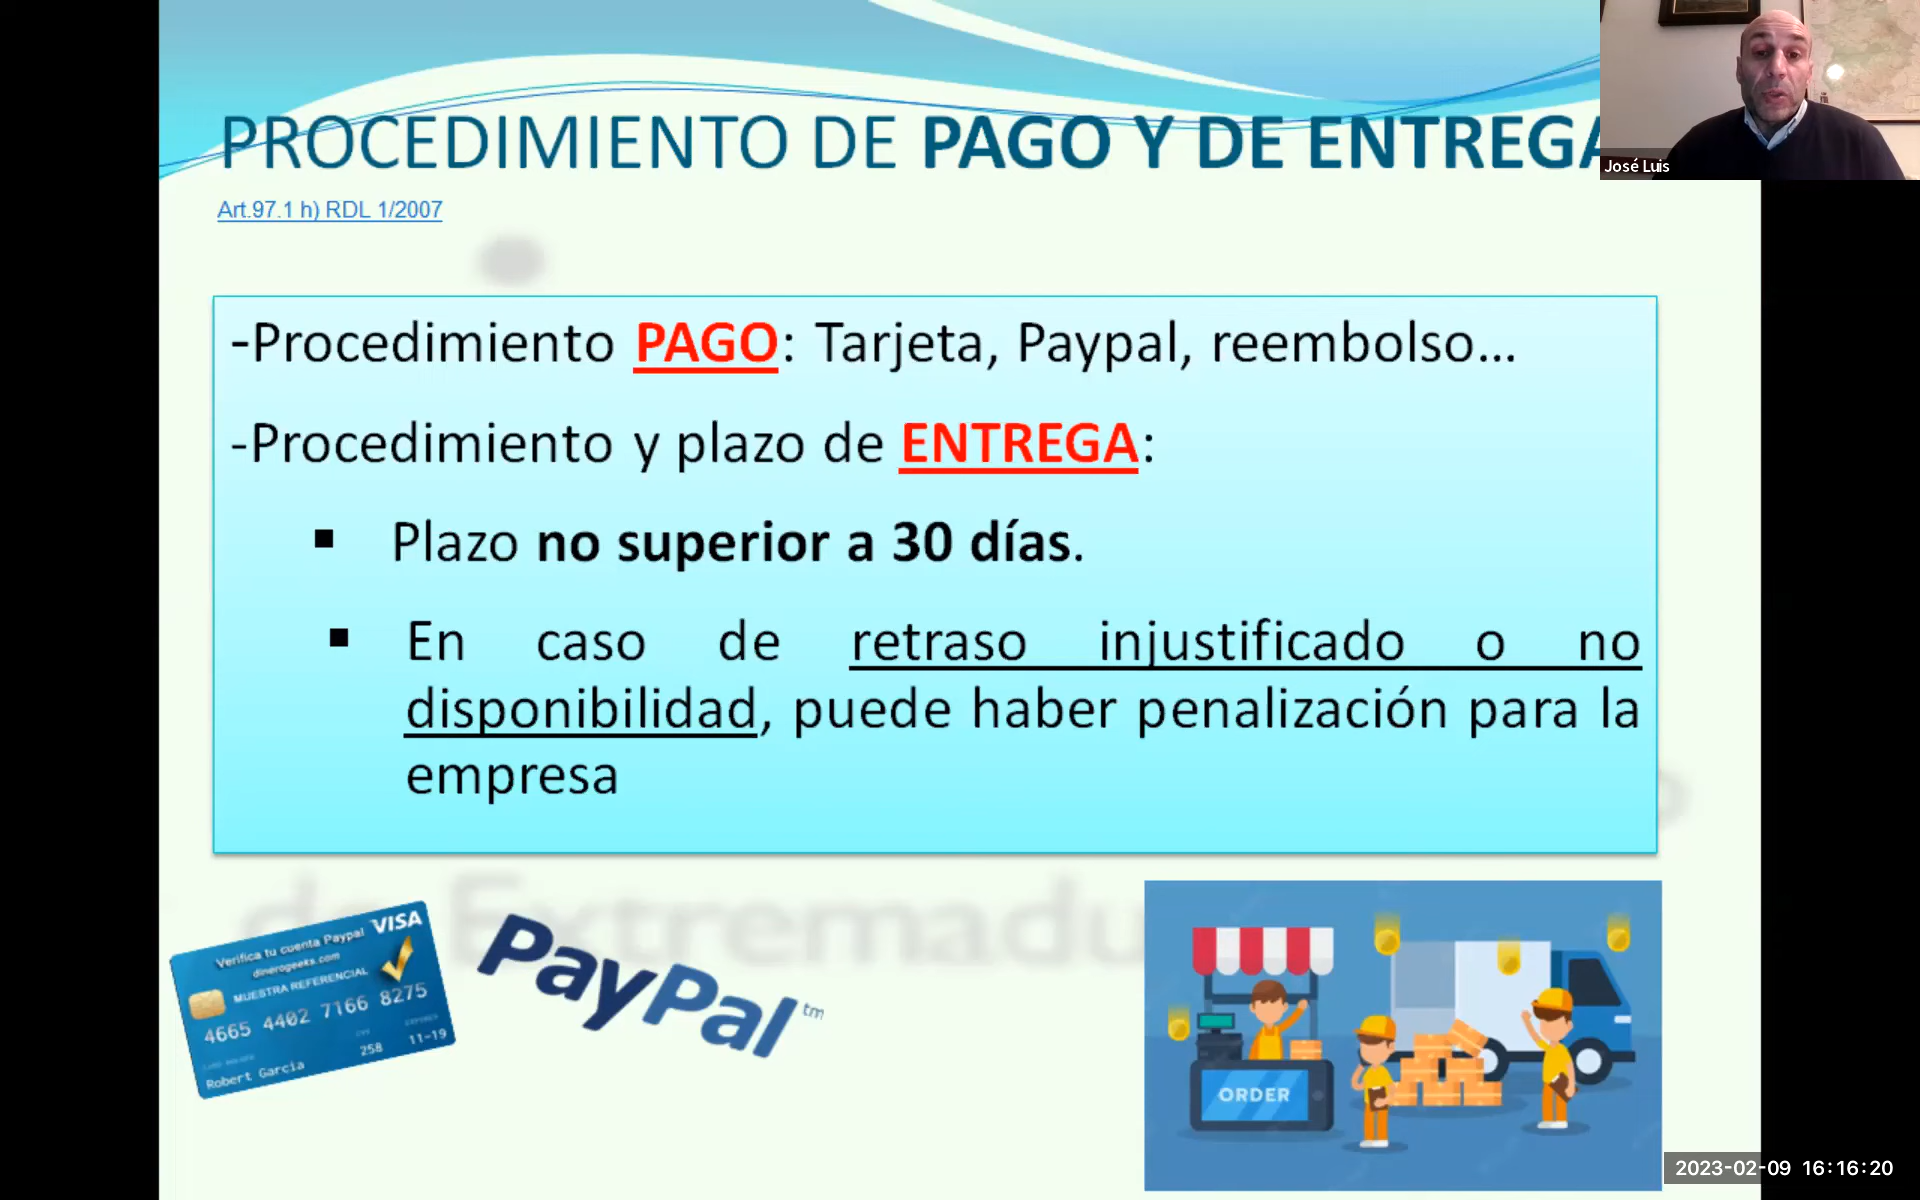 PROCEDIMIENTO DE PAGO Y DE ENTREGA
José Luis
Art.97.1 h) RDL 1/2007
-Procedimiento PAGO: Tarjeta, Paypal, reembolso...
-Procedimiento y plazo de ENTREGA:
▪ Plazo no superior a 30 días.
▪ En caso de retraso injustificado o no
disponibilidad, puede haber penalización para la
empresa
de Extremadu
VISA
Verifica tu cuenta Paypal
dinerogeeks.com
MUESTRA REFERENCIAL
4665 4402 7166 8275
258 11-19
Robert Garcia
PayPal™
ORDER
2023-02-09 16:16:20